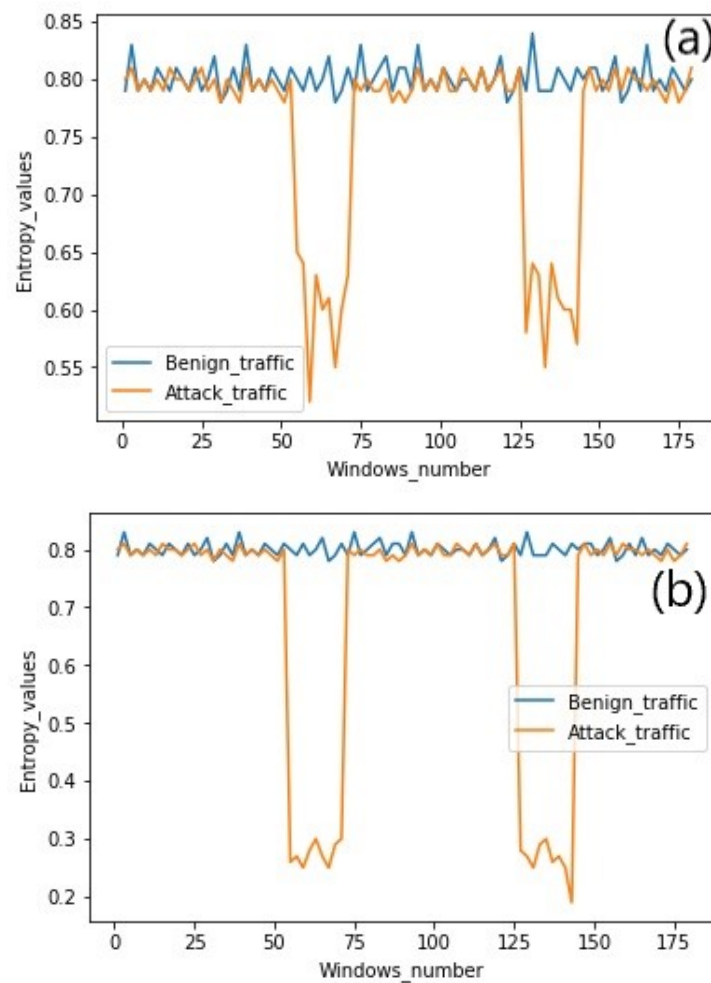 (a)
0.85
0.80
0.75
0.70
0.65
0.60
0.55
Entropy_values
Benign_traffic
Attack_traffic
0 25 50 75 100 125 150 175
Windows_number
(b)
0.8
0.7
0.6
0.5
0.4
0.3
0.2
Entropy_values
Benign_traffic
Attack_traffic
0 25 50 75 100 125 150 175
Windows_number